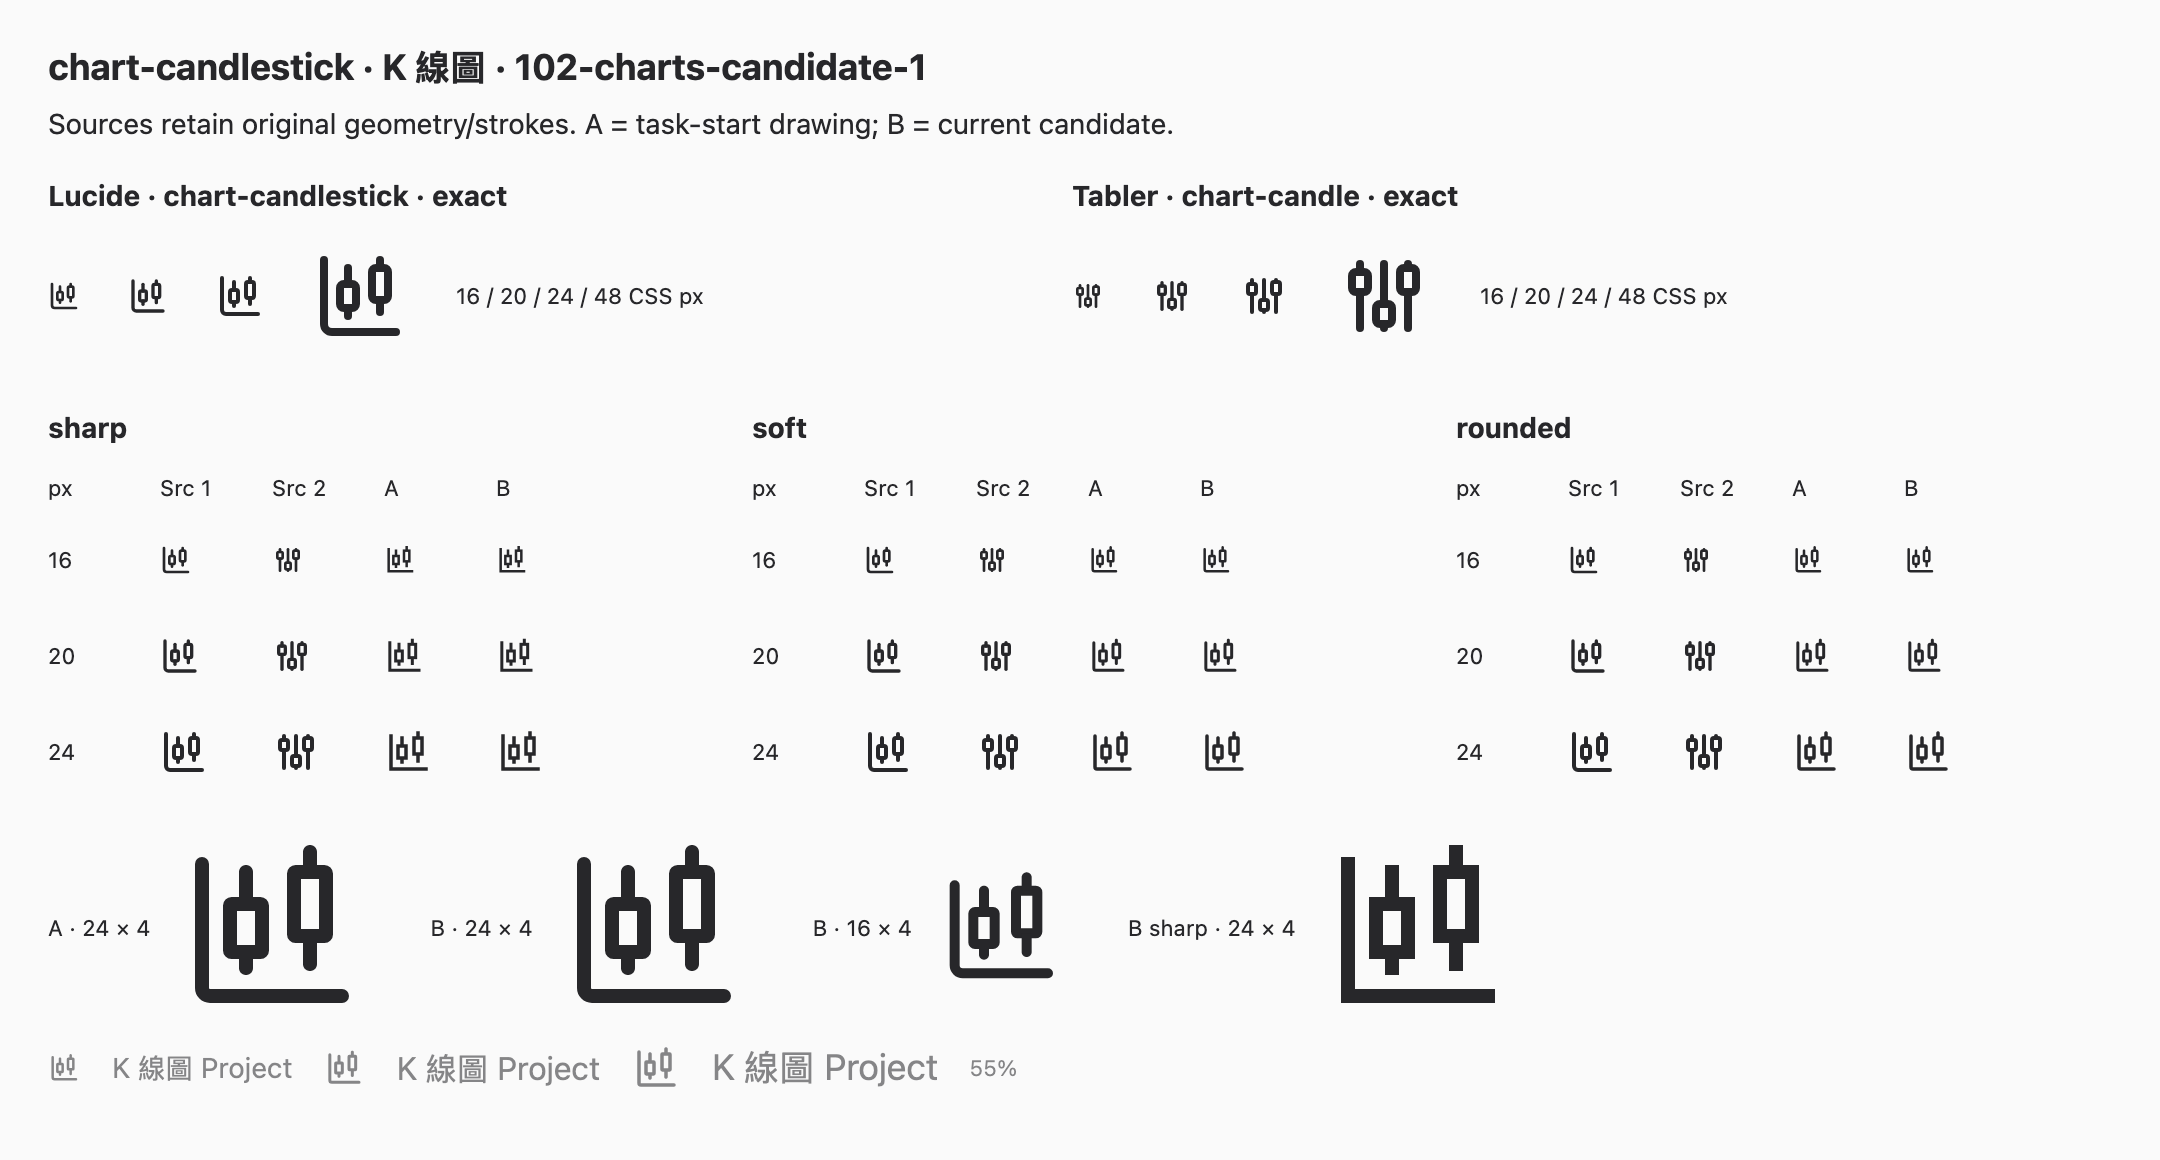 chart-candlestick · K 線圖 · 102-charts-candidate-1
Sources retain original geometry/strokes. A = task-start drawing; B = current candidate.
Lucide · chart-candlestick · exact
16 / 20 / 24 / 48 CSS px
Tabler · chart-candle · exact
16 / 20 / 24 / 48 CSS px
sharp
px Src 1 Src 2 A B
16
20
24
soft
px Src 1 Src 2 A B
16
20
24
rounded
px Src 1 Src 2 A B
16
20
24
A · 24 × 4
B · 24 × 4
B · 16 × 4
B sharp · 24 × 4
K 線圖 Project K 線圖 Project K 線圖 Project 55%